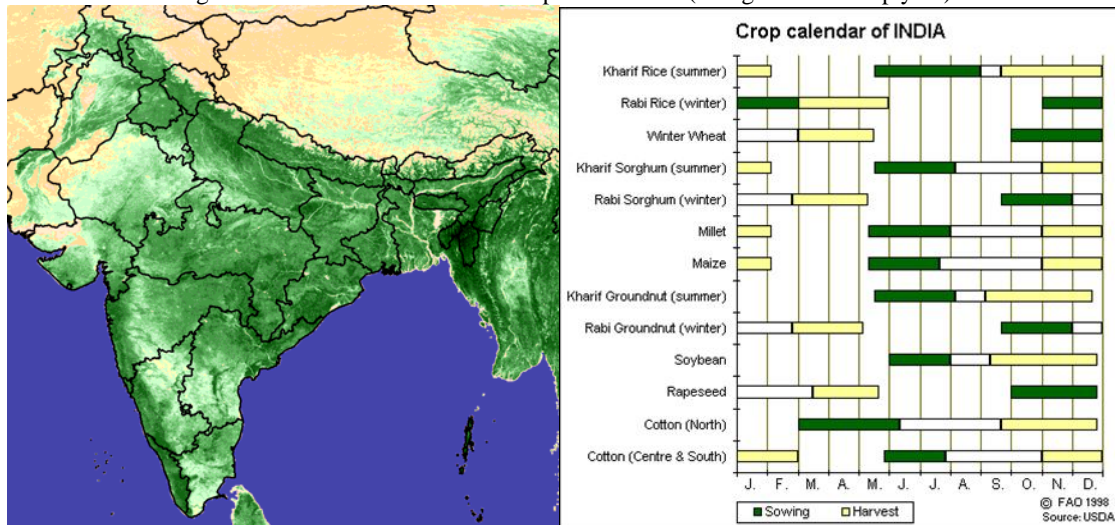 Crop calendar of INDIA
Kharif Rice (summer)
Rabi Rice (winter)
Winter Wheat
Kharif Sorghum (summer)
Rabi Sorghum (winter)
Millet
Maize
Kharif Groundnut (summer)
Rabi Groundnut (winter)
Soybean
Rapeseed
Cotton (North)
Cotton (Centre & South)
J. F. M. A. M. J. J. A. S. O. N. D.
Sowing Harvest
© FAO 1998
Source: USDA